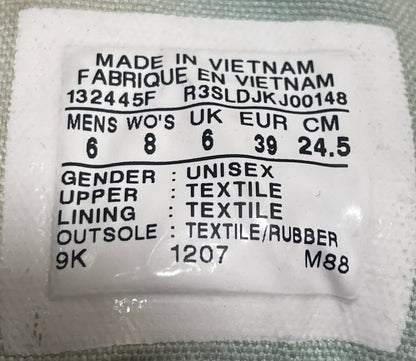 MADE IN VIETNAM
FABRIQUE EN VIETNAM
132445F R3SLDJKJ00148
MENS WO'S UK EUR CM
6 8 6 39 24.5
GENDER : UNISEX
UPPER : TEXTILE
LINING : TEXTILE
OUTSOLE : TEXTILE/RUBBER
9K 1207 M88